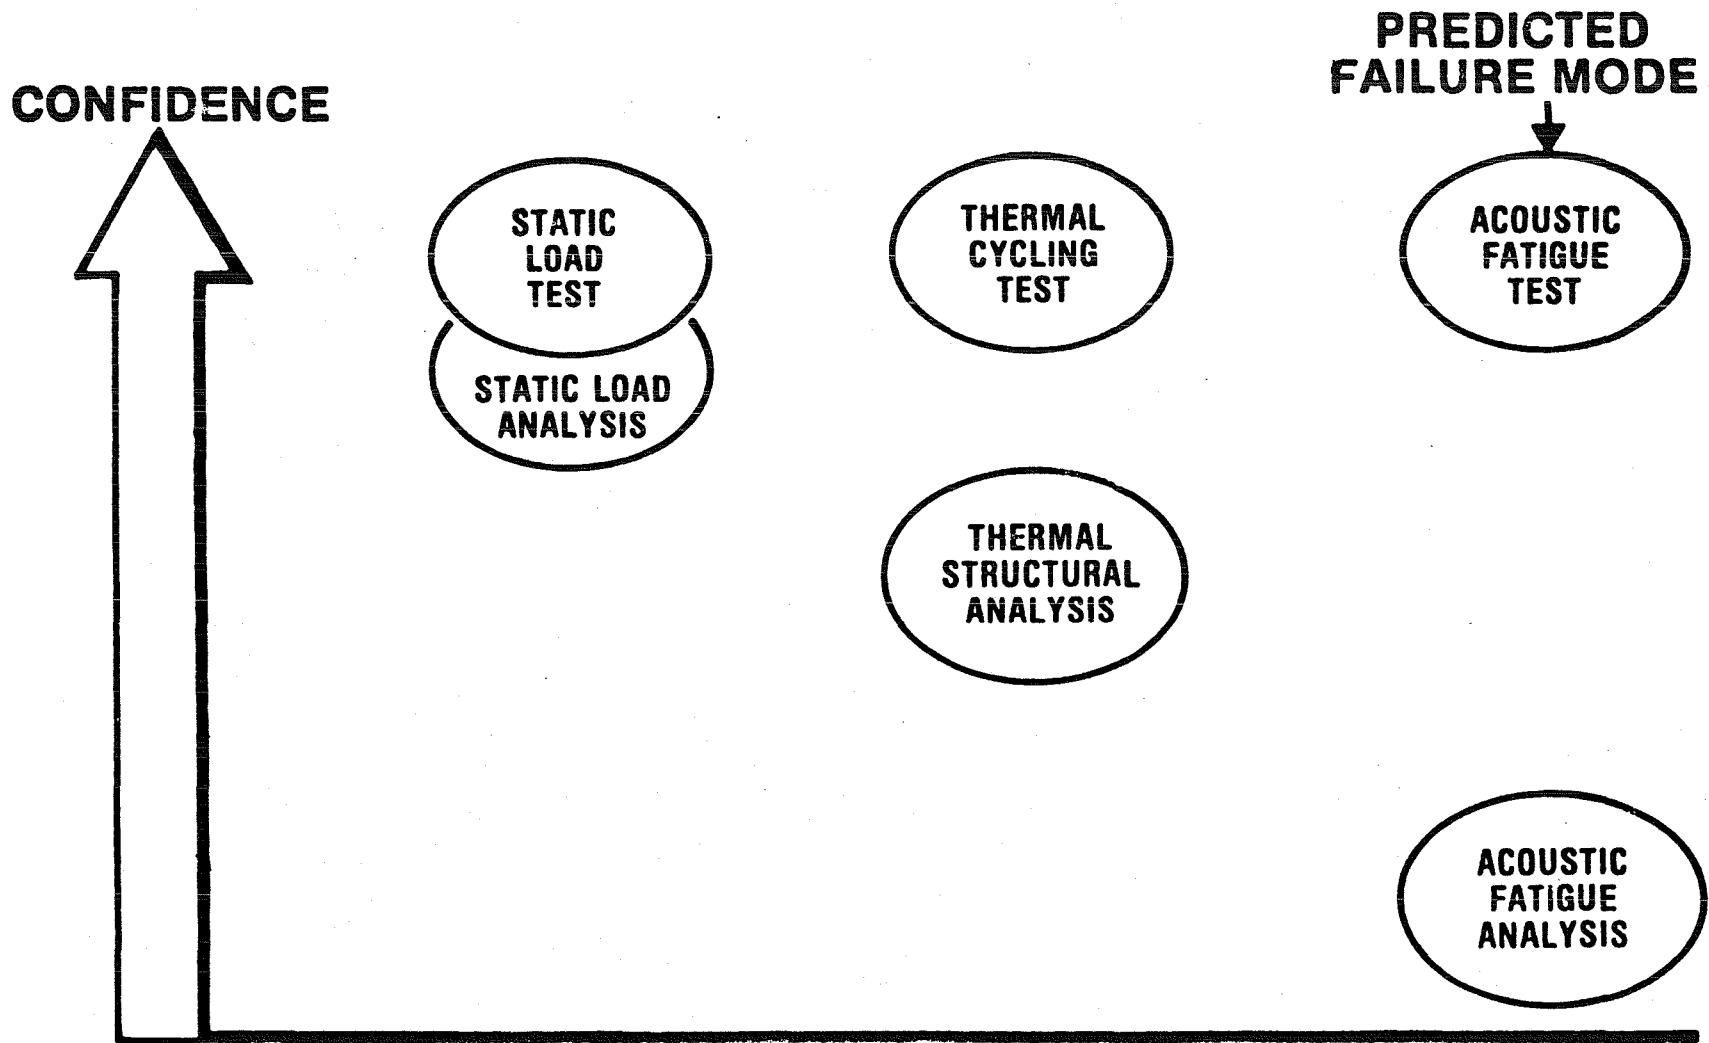 PREDICTED
FAILURE MODE
CONFIDENCE
STATIC
LOAD
TEST
THERMAL
CYCLING
TEST
ACOUSTIC
FATIGUE
TEST
STATIC LOAD
ANALYSIS
THERMAL
STRUCTURAL
ANALYSIS
ACOUSTIC
FATIGUE
ANALYSIS